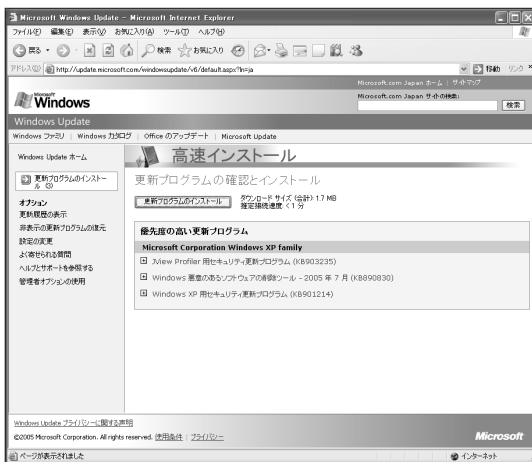 Microsoft Windows Update - Microsoft Internet Explorer
ファイル(F) 編集(E) 表示(V) お気に入り(A) ツール(T) ヘルプ(H)
戻る 検索 お気に入り
アドレス(D) http://update.microsoft.com/windowsupdate/v6/default.aspx?ln=ja 移動 リンク
Microsoft.com Japan ホーム | サイトマップ
Microsoft Windows
Microsoft.com Japan サイトの検索:
検索
Windows Update
Windows ファミリ | Windows カタログ | Office のアップデート | Microsoft Update
Windows Update ホーム
更新プログラムのインストール (3)
オプション
更新履歴の表示
非表示の更新プログラムの復元
設定の変更
よく寄せられる質問
ヘルプとサポートを参照する
管理者オプションの使用
高速インストール
更新プログラムの確認とインストール
更新プログラムのインストール
ダウンロード サイズ (合計): 1.7 MB
推定接続速度: < 1 分
優先度の高い更新プログラム
Microsoft Corporation Windows XP family
JView Profiler 用セキュリティ更新プログラム (KB903235)
Windows 悪意のあるソフトウェアの削除ツール - 2005 年 7 月 (KB890830)
Windows XP 用セキュリティ更新プログラム (KB901214)
Windows Update プライバシーに関する声明
©2005 Microsoft Corporation. All rights reserved. 使用条件 | プライバシー
Microsoft
ページが表示されました
インターネット